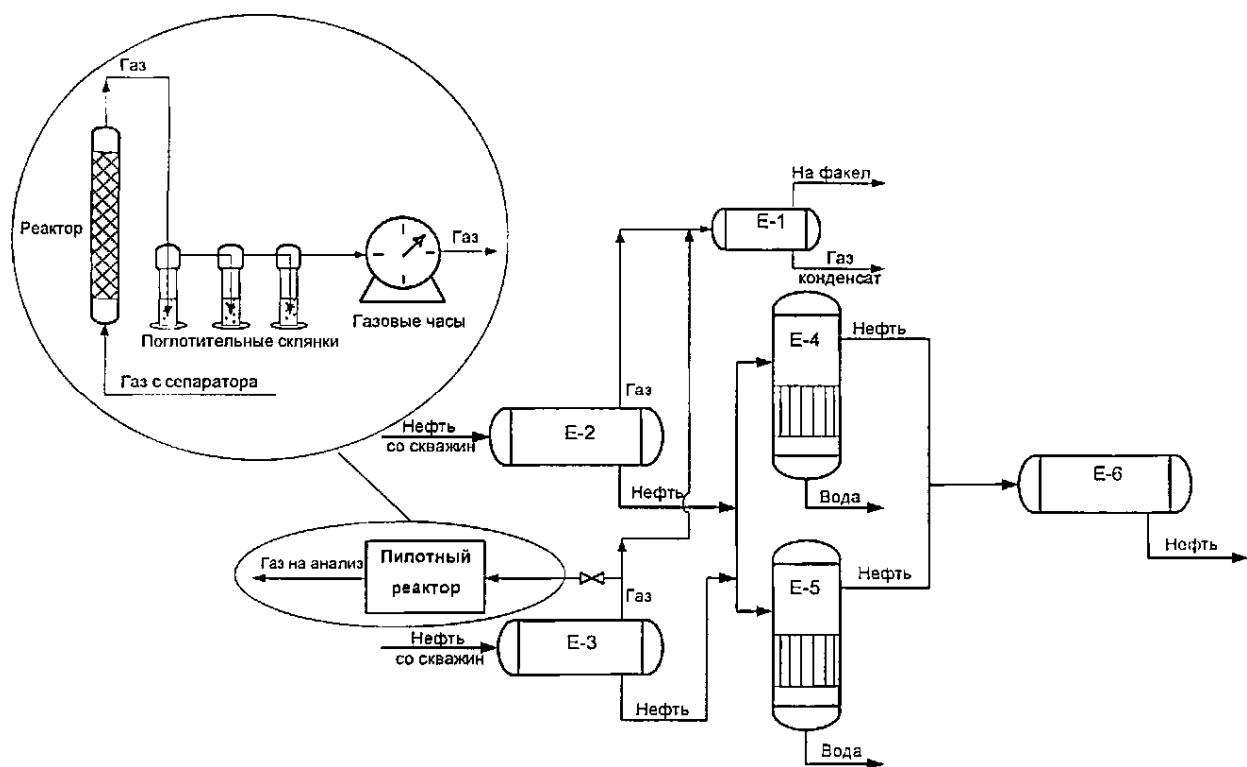 Газ
Реактор
Газ
Газовые часы
Поглотительные склянки
Газ с сепаратора
На факел
Е-1
Газ
конденсат
Е-4
Нефть
Газ
Нефть
со скважин
Е-2
Нефть
Вода
Е-6
Нефть
Газ на анализ
Пилотный
реактор
Газ
Нефть
со скважин
Е-3
Нефть
Е-5
Нефть
Вода